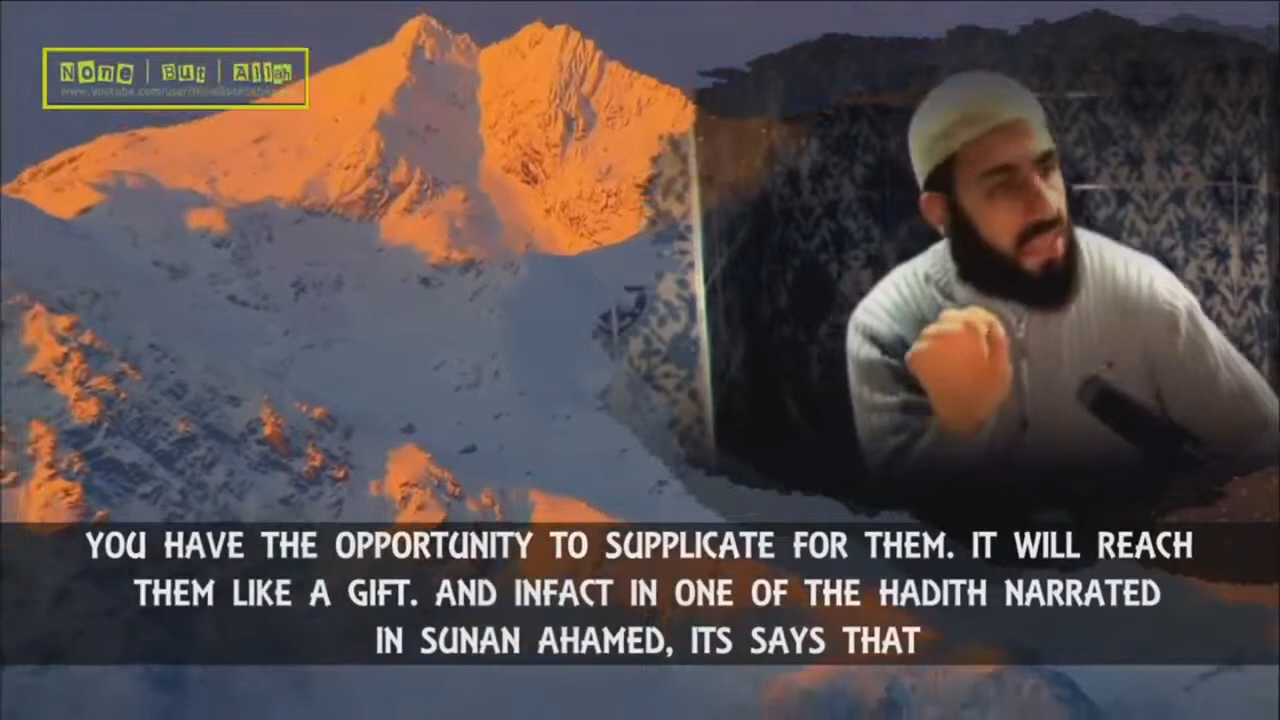 None | But | Allah
YOU HAVE THE OPPORTUNITY TO SUPPLICATE FOR THEM. IT WILL REACH
THEM LIKE A GIFT. AND INFACT IN ONE OF THE HADITH NARRATED
IN SUNAN AHAMED, ITS SAYS THAT